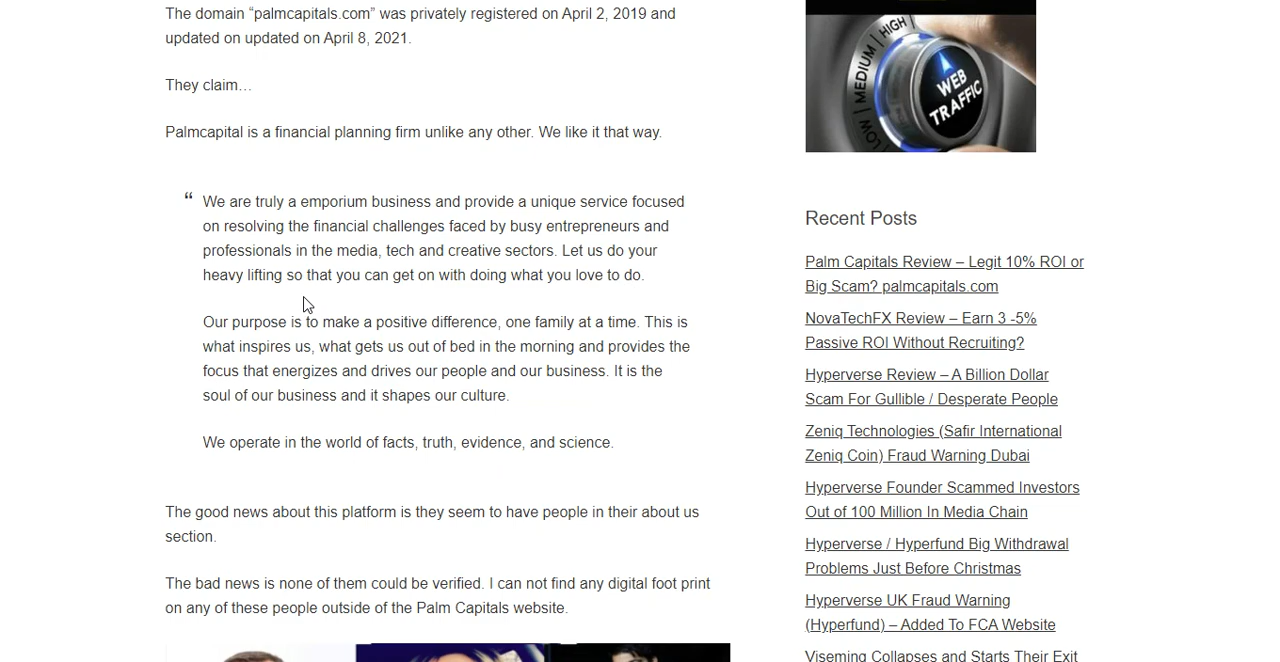 The domain “palmcapitals.com” was privately registered on April 2, 2019 and
updated on updated on April 8, 2021.
They claim…
Palmcapital is a financial planning firm unlike any other. We like it that way.
“
We are truly a emporium business and provide a unique service focused
on resolving the financial challenges faced by busy entrepreneurs and
professionals in the media, tech and creative sectors. Let us do your
heavy lifting so that you can get on with doing what you love to do.
Our purpose is to make a positive difference, one family at a time. This is
what inspires us, what gets us out of bed in the morning and provides the
focus that energizes and drives our people and our business. It is the
soul of our business and it shapes our culture.
We operate in the world of facts, truth, evidence, and science.
The good news about this platform is they seem to have people in their about us
section.
The bad news is none of them could be verified. I can not find any digital foot print
on any of these people outside of the Palm Capitals website.
LOW | MEDIUM | HIGH |
WEB
TRAFFIC
Recent Posts
Palm Capitals Review – Legit 10% ROI or
Big Scam? palmcapitals.com
NovaTechFX Review – Earn 3 -5%
Passive ROI Without Recruiting?
Hyperverse Review – A Billion Dollar
Scam For Gullible / Desperate People
Zeniq Technologies (Safir International
Zeniq Coin) Fraud Warning Dubai
Hyperverse Founder Scammed Investors
Out of 100 Million In Media Chain
Hyperverse / Hyperfund Big Withdrawal
Problems Just Before Christmas
Hyperverse UK Fraud Warning
(Hyperfund) – Added To FCA Website
Viseming Collapses and Starts Their Exit